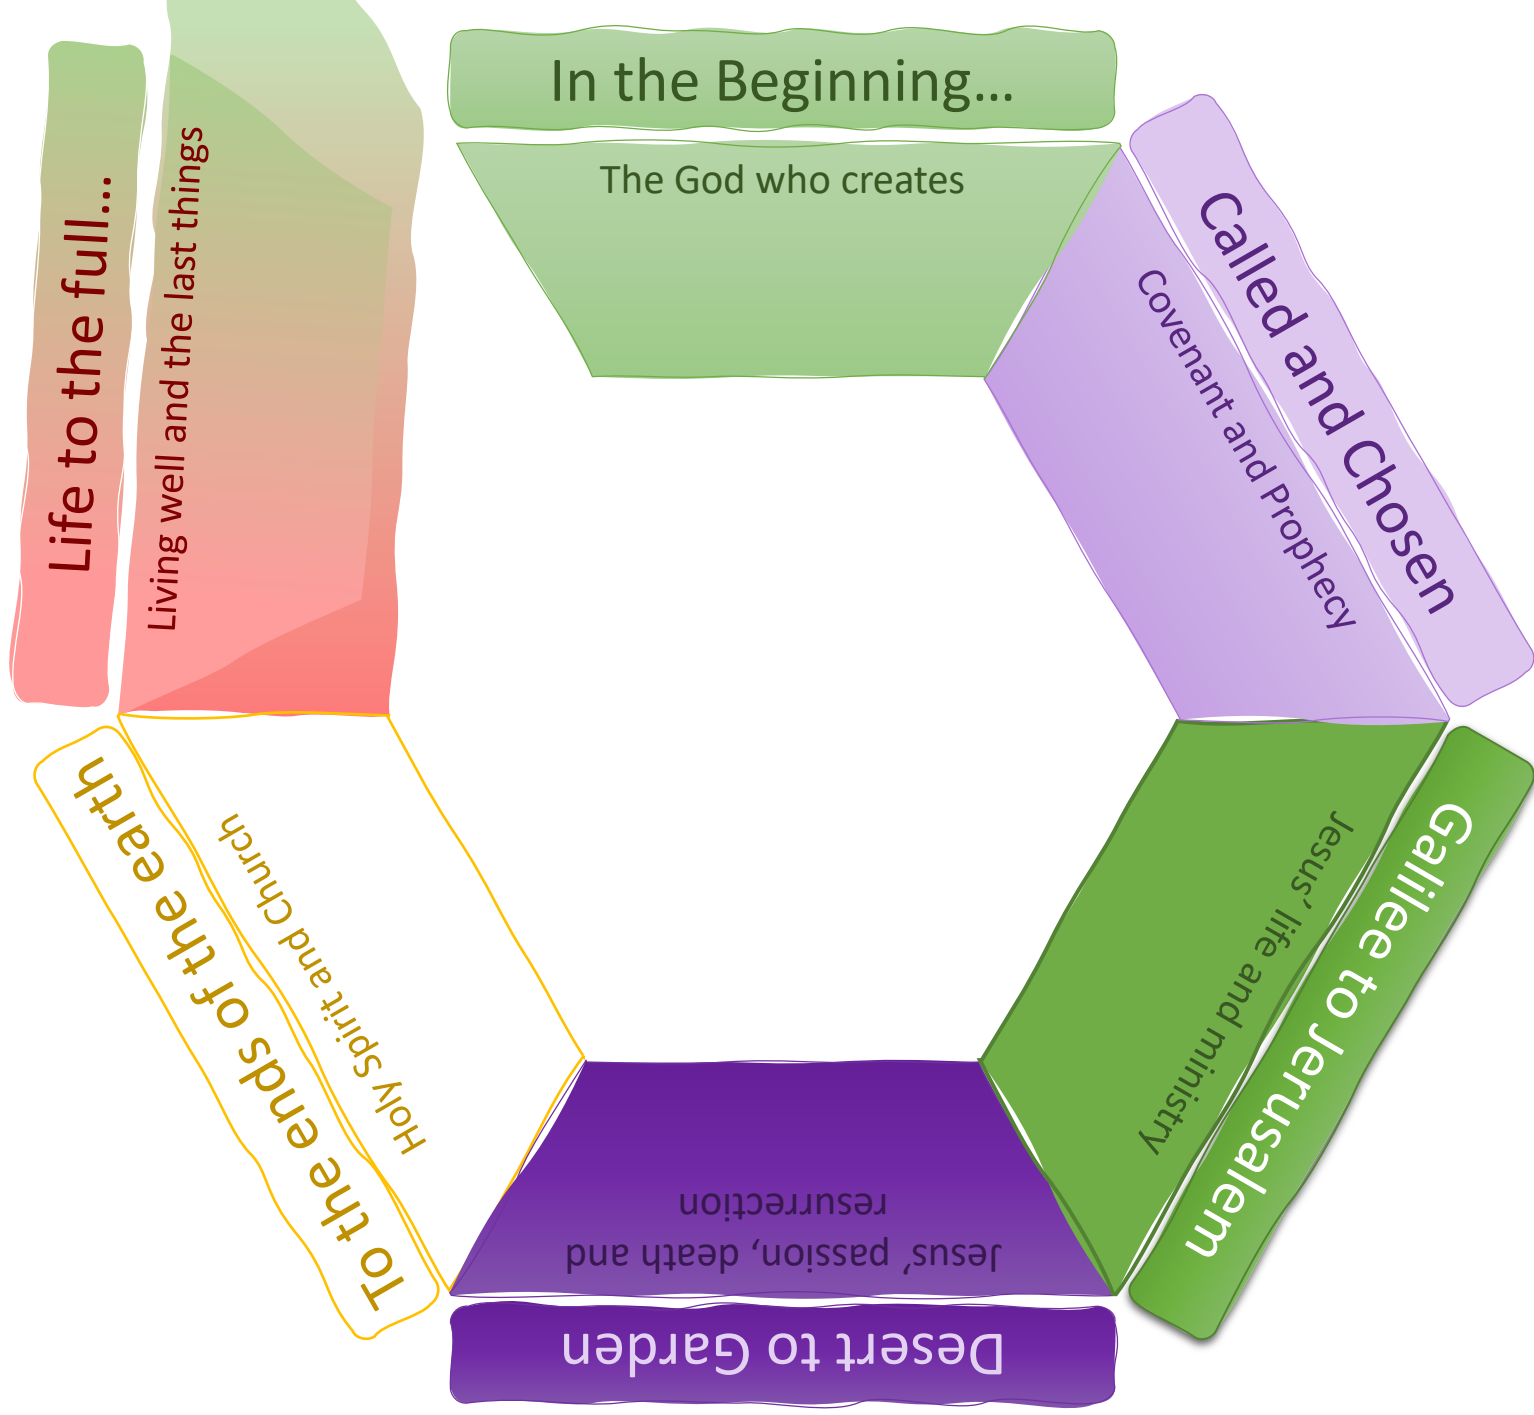 In the Beginning...
The God who creates
Called and Chosen
Covenant and Prophecy
Galilee to Jerusalem
Jesus’ life and ministry
Desert to Garden
Jesus’ passion, death and
resurrection
To the ends of the earth
Holy Spirit and Church
Life to the full...
Living well and the last things